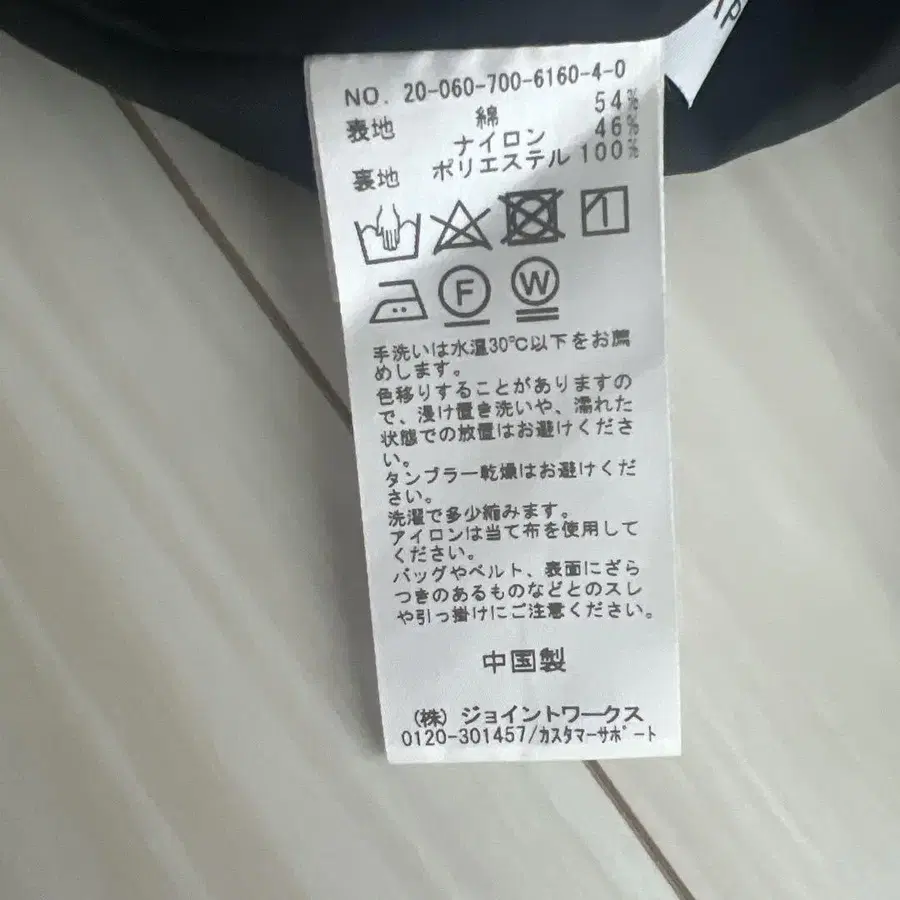 NO. 20-060-700-6160-4-0
表地 綿 54%
ナイロン 46%
裏地 ポリエステル 100%
F W
手洗いは水温30℃以下をお薦
めします。
色移りすることがありますの
で、浸け置き洗いや、濡れた
状態での放置はお避けくださ
い。
タンブラー乾燥はお避けくだ
さい。
洗濯で多少縮みます。
アイロンは当て布を使用して
ください。
バッグやベルト、表面にざら
つきのあるものなどとのスレ
や引っ掛けにご注意ください。
中国製
(株) ジョイントワークス
0120-301457/カスタマーサポート